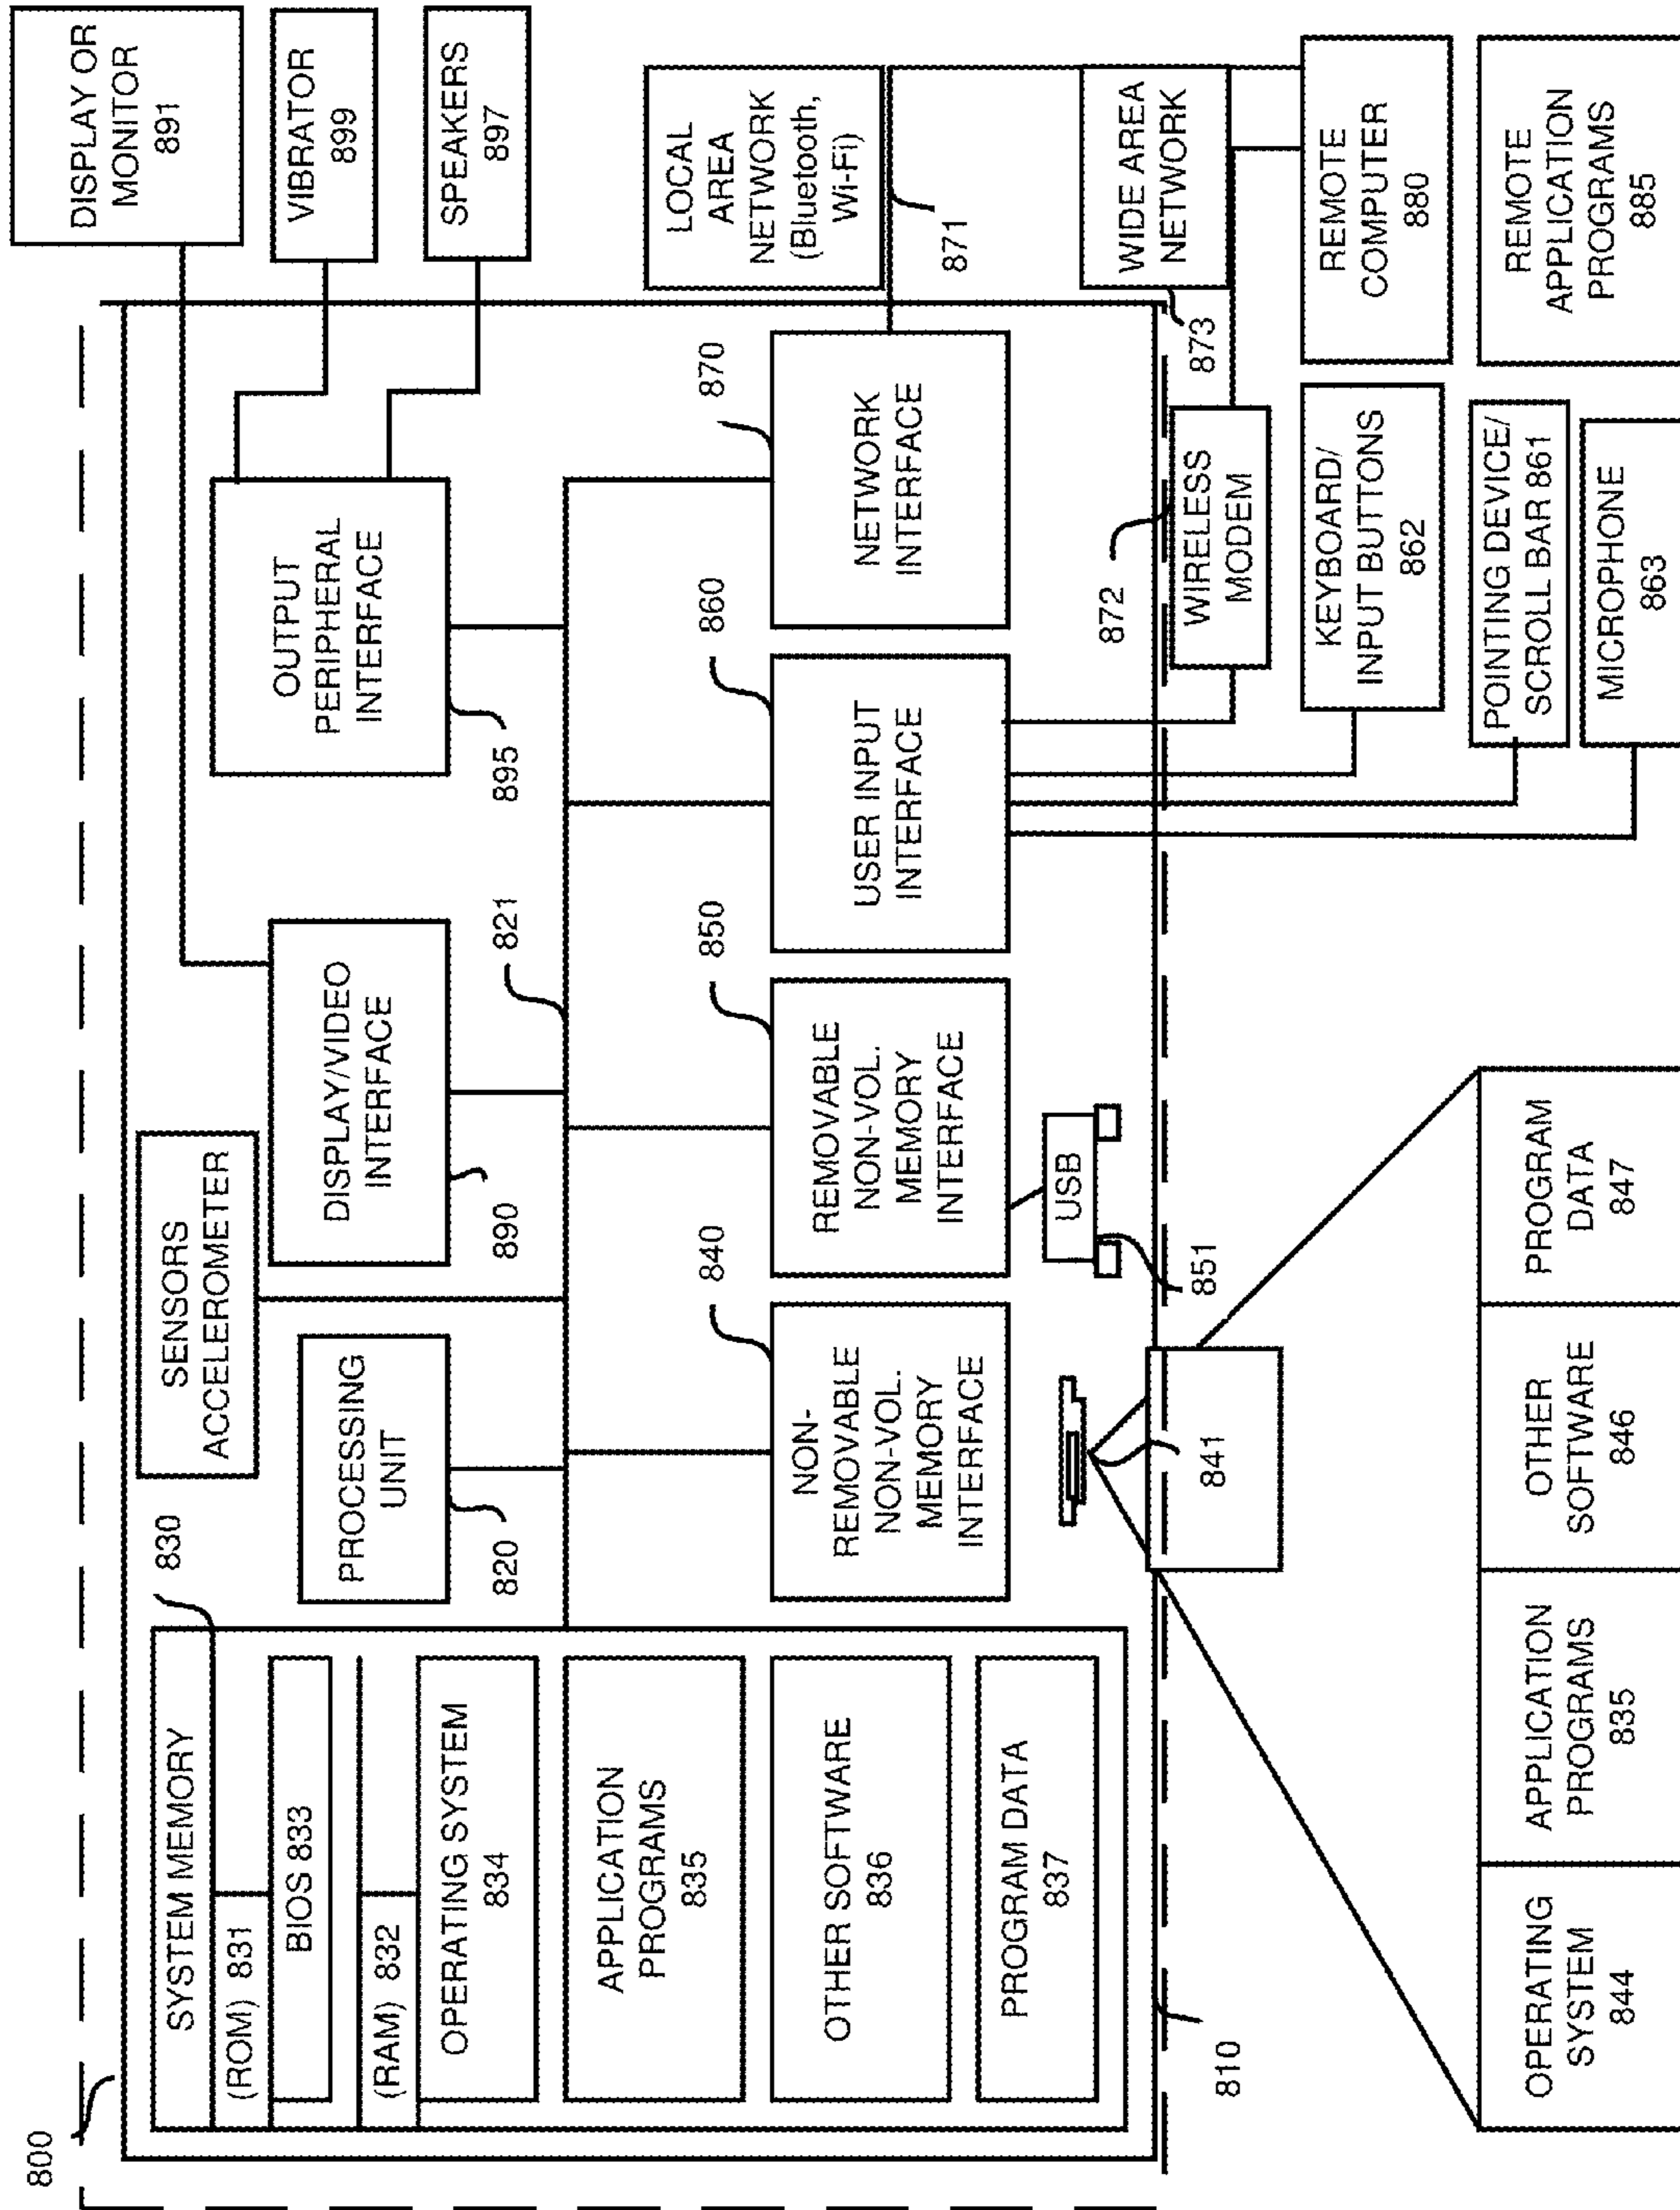 800
SYSTEM MEMORY
(ROM) 831
BIOS 833
(RAM) 832
OPERATING SYSTEM
834
APPLICATION
PROGRAMS
835
OTHER SOFTWARE
836
PROGRAM DATA
837
810
830
PROCESSING
UNIT
820
SENSORS
ACCELEROMETER
DISPLAY/VIDEO
INTERFACE
890
821
OUTPUT
PERIPHERAL
INTERFACE
895
DISPLAY OR
MONITOR
891
VIBRATOR
899
SPEAKERS
897
NON-
REMOVABLE
NON-VOL.
MEMORY
INTERFACE
840
REMOVABLE
NON-VOL.
MEMORY
INTERFACE
850
USER INPUT
INTERFACE
860
NETWORK
INTERFACE
870
LOCAL
AREA
NETWORK
(Bluetooth,
Wi-Fi)
871
841
USB
851
872
WIRELESS
MODEM
873
WIDE AREA
NETWORK
KEYBOARD/
INPUT BUTTONS
862
REMOTE
COMPUTER
880
POINTING DEVICE/
SCROLL BAR 861
MICROPHONE
863
REMOTE
APPLICATION
PROGRAMS
885
OPERATING
SYSTEM
844
APPLICATION
PROGRAMS
835
OTHER
SOFTWARE
846
PROGRAM
DATA
847